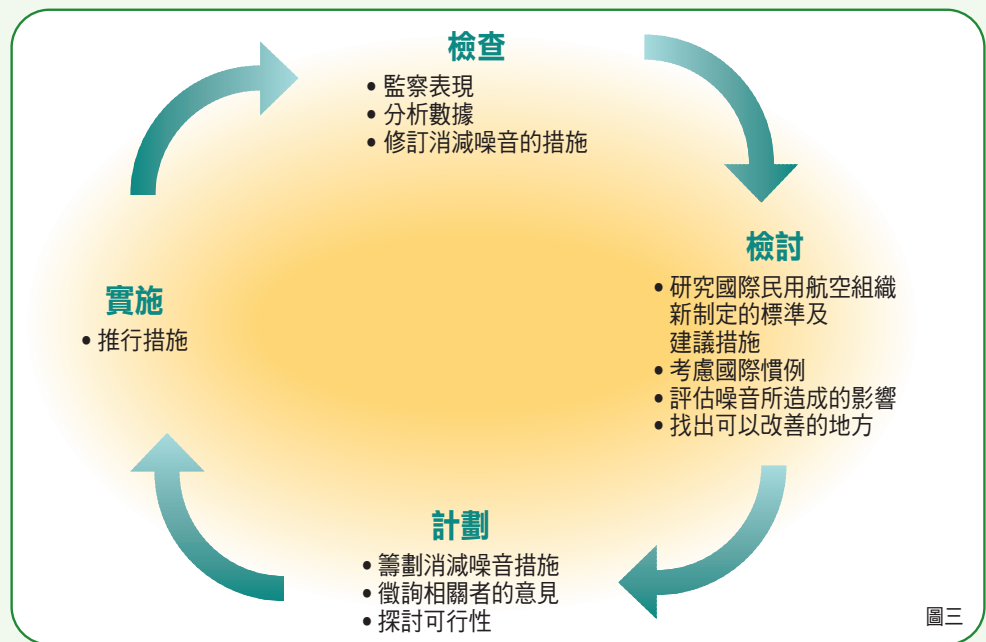 檢查
• 監察表現
• 分析數據
• 修訂消減噪音的措施
檢討
• 研究國際民用航空組織
新制定的標準及
建議措施
• 考慮國際慣例
• 評估噪音所造成的影響
• 找出可以改善的地方
計劃
• 籌劃消減噪音措施
• 徵詢相關者的意見
• 探討可行性
實施
• 推行措施
圖三